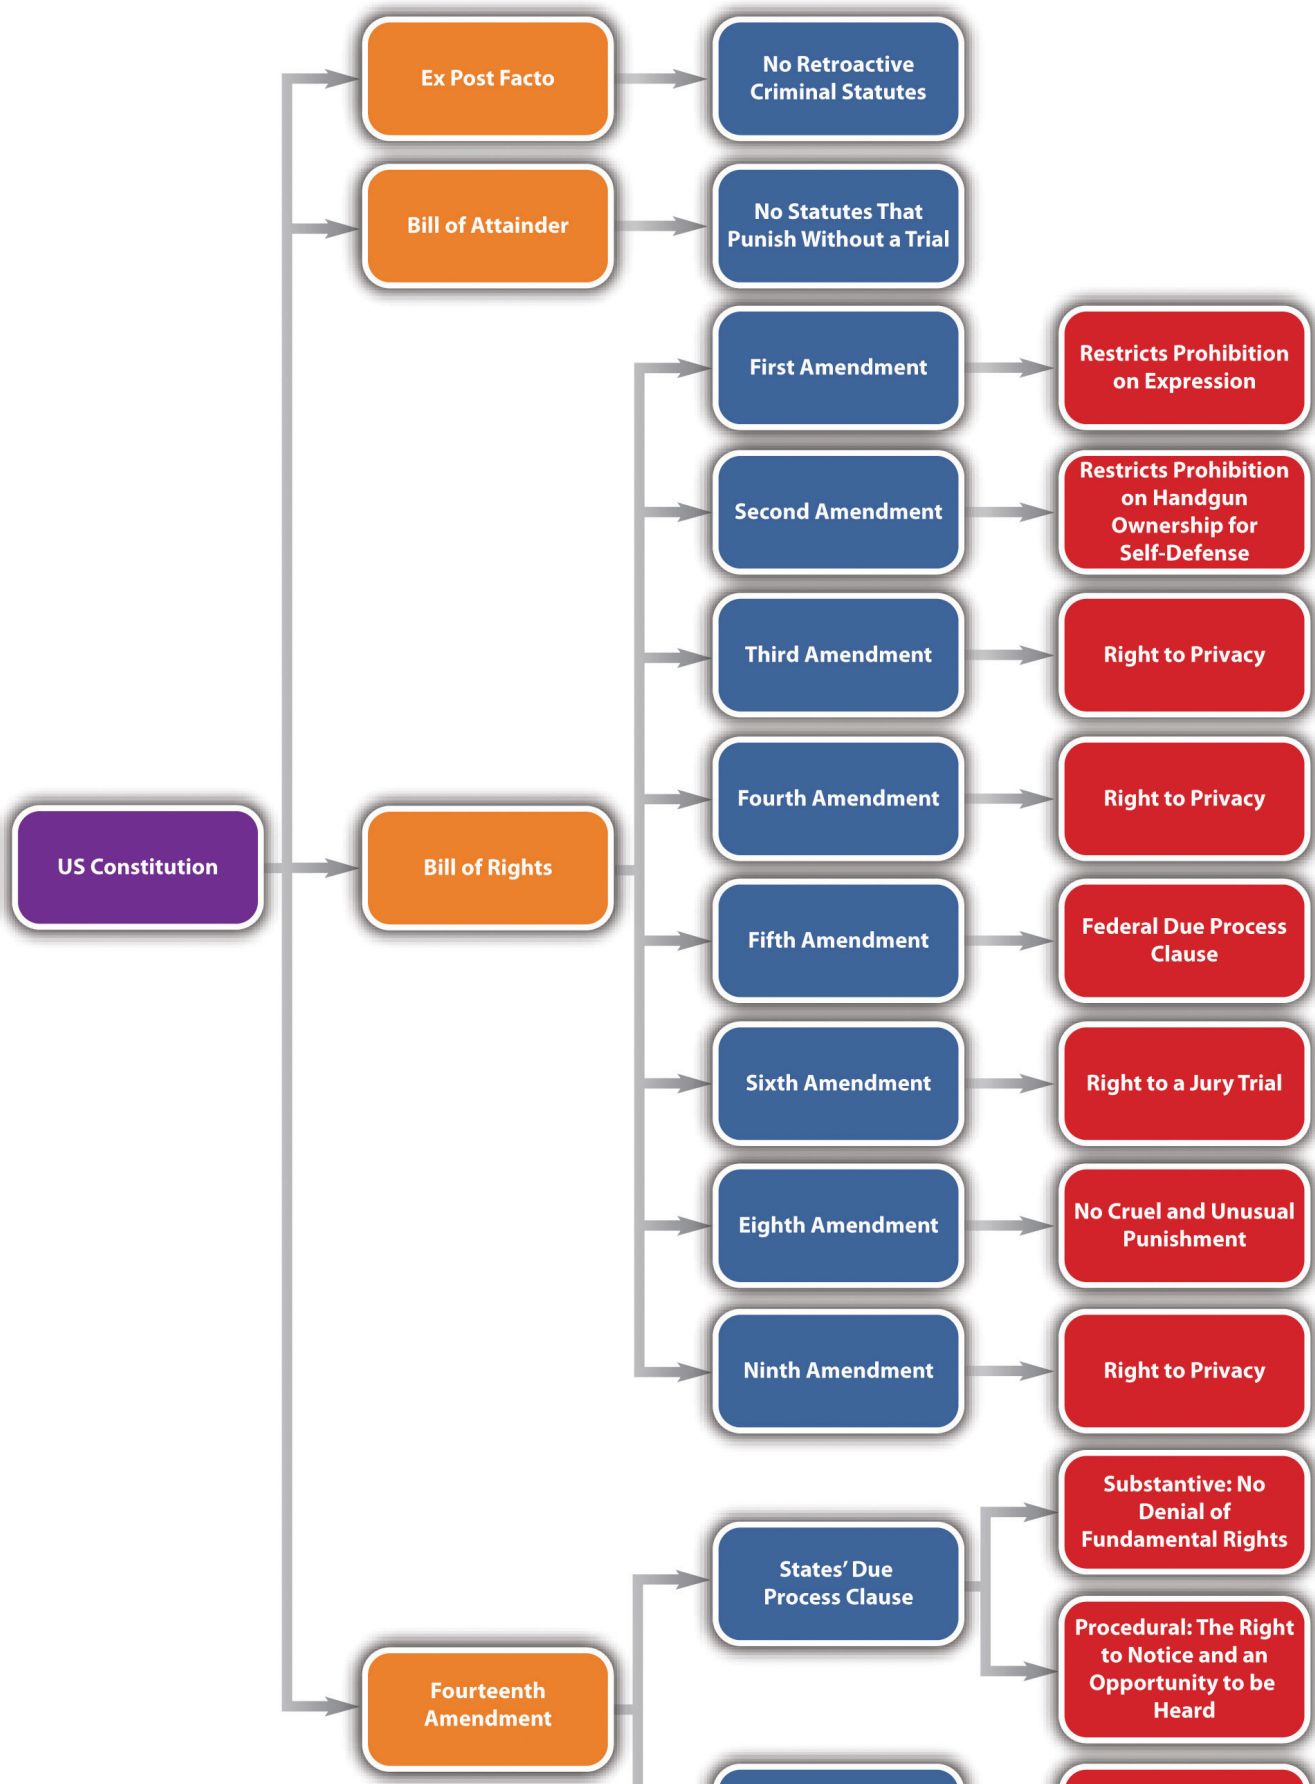 Ex Post Facto
No Retroactive
Criminal Statutes
Bill of Attainder
No Statutes That
Punish Without a Trial
First Amendment
Restricts Prohibition
on Expression
Second Amendment
Restricts Prohibition
on Handgun
Ownership for
Self-Defense
Third Amendment
Right to Privacy
Fourth Amendment
Right to Privacy
US Constitution
Bill of Rights
Fifth Amendment
Federal Due Process
Clause
Sixth Amendment
Right to a Jury Trial
Eighth Amendment
No Cruel and Unusual
Punishment
Ninth Amendment
Right to Privacy
States' Due
Process Clause
Substantive: No
Denial of
Fundamental Rights
Procedural: The Right
to Notice and an
Opportunity to be
Heard
Fourteenth
Amendment